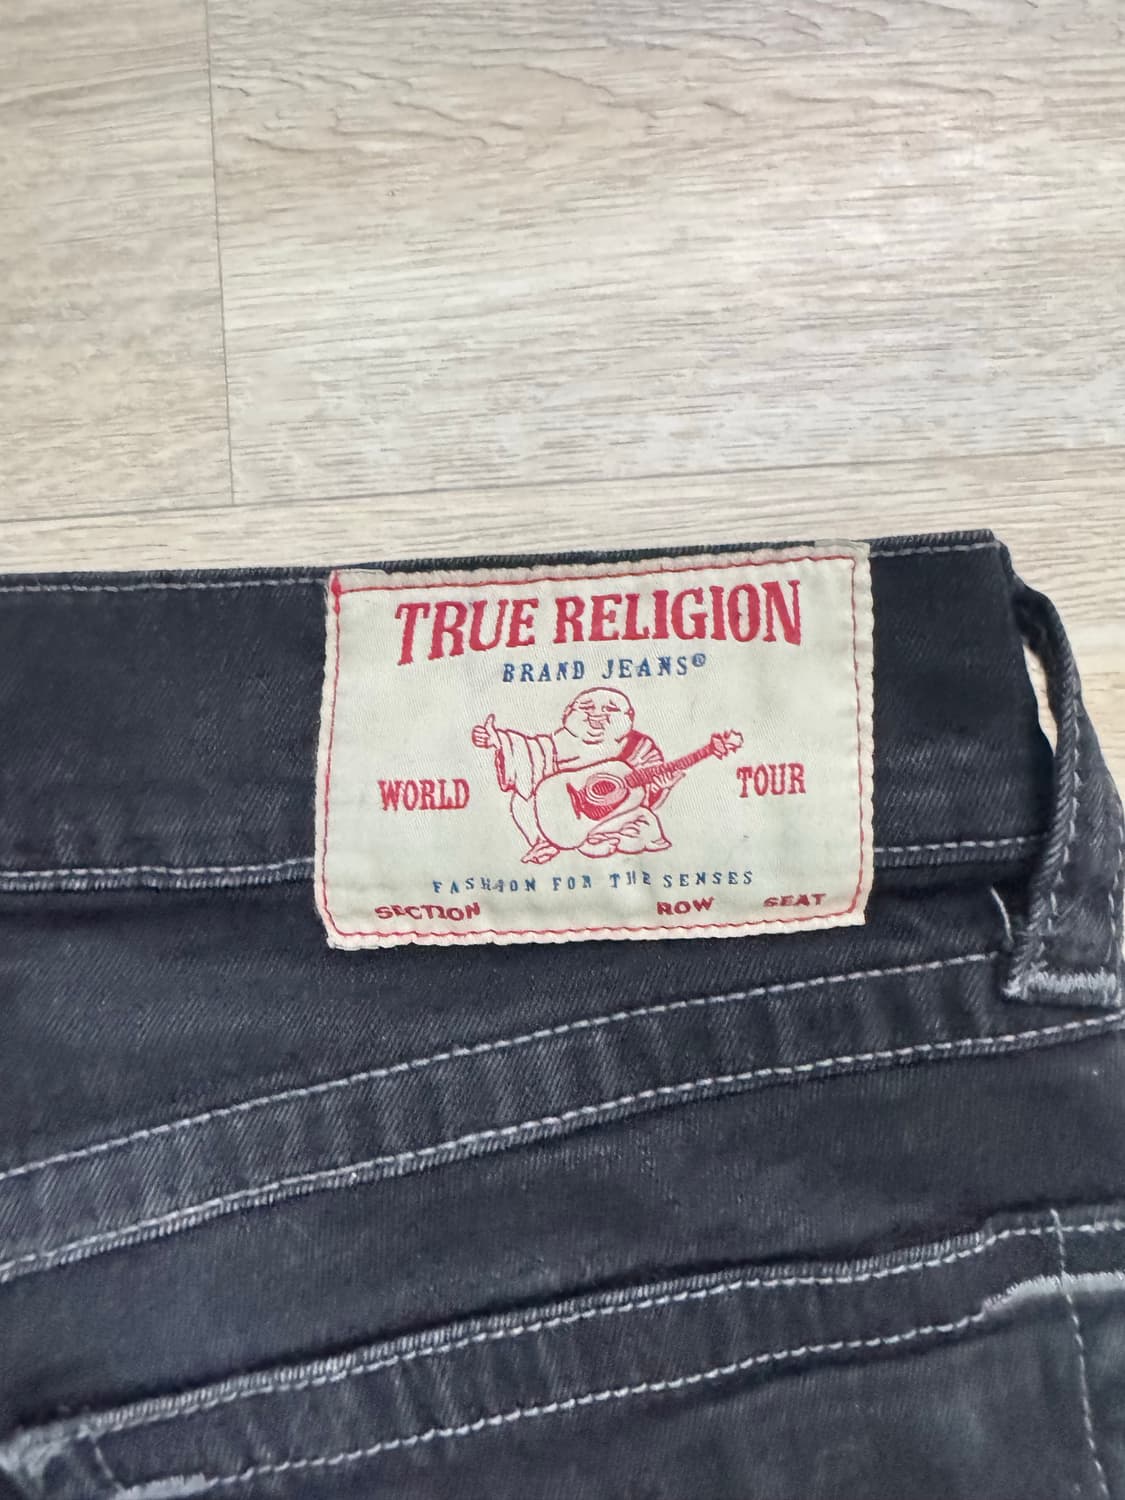 TRUE RELIGION
BRAND JEANS®
WORLD TOUR
FASHION FOR THE SENSES
SECTION ROW SEAT